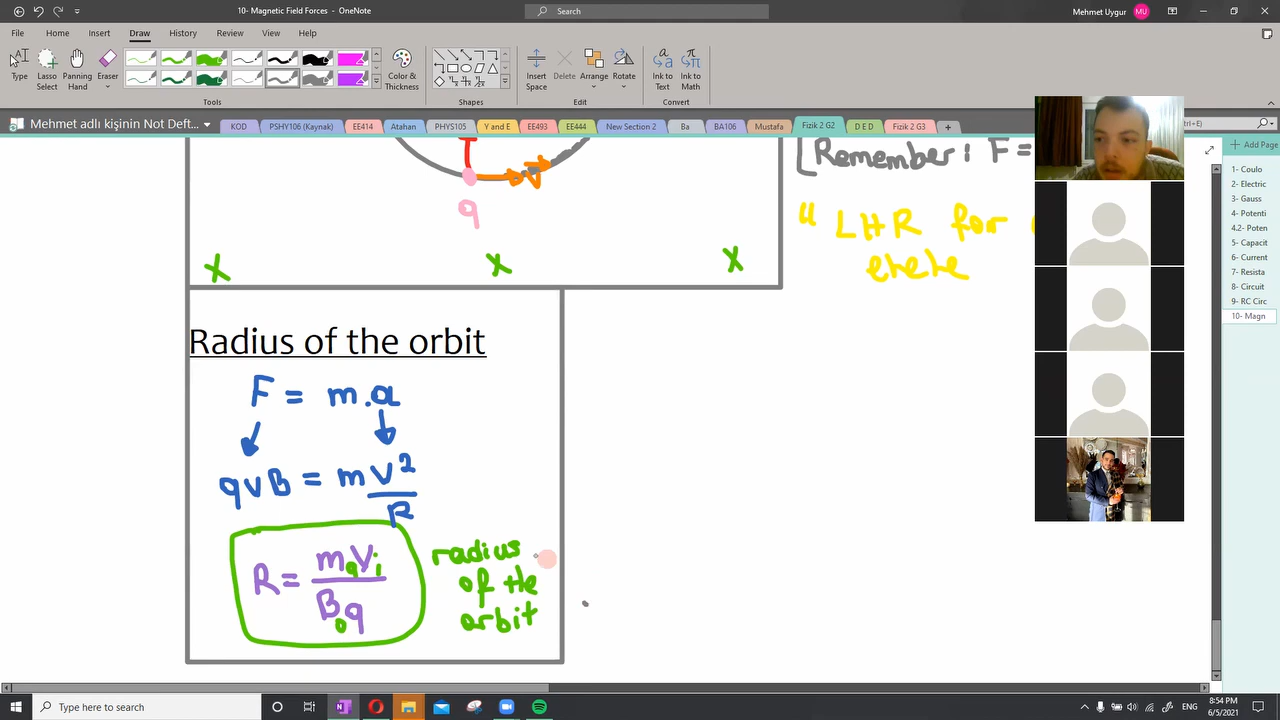 10- Magnetic Field Forces - OneNote
Search
Mehmet Uygur
MU
File Home Insert Draw History Review View Help
Type
Lasso Select
Panning Hand
Eraser
Color & Thickness
Insert Space
Delete
Arrange
Rotate
Ink to Text
Ink to Math
Tools
Shapes
Edit
Convert
Mehmet adlı kişinin Not Deft...
KOD
PSHY106 (Kaynak)
EE414
Atahan
PHYS105
Y and E
EE493
EE444
New Section 2
Ba
BA106
Mustafa
Fizik 2 G2
D E D
Fizik 2 G3
+
trl+E)
Add Page
1- Coulo
2- Electric
3- Gauss
4- Potenti
4.2- Poten
5- Capacit
6- Current
7- Resista
8- Circuit
9- RC Circ
10- Magn
Remember: F =
V
q
" LHR for
X X X
Radius of the orbit
F = m.a
qvB = m V²/R
R = m_q V_i / B_o q
radius
of the
orbit
Type here to search
ENG
8:54 PM
6/5/2021